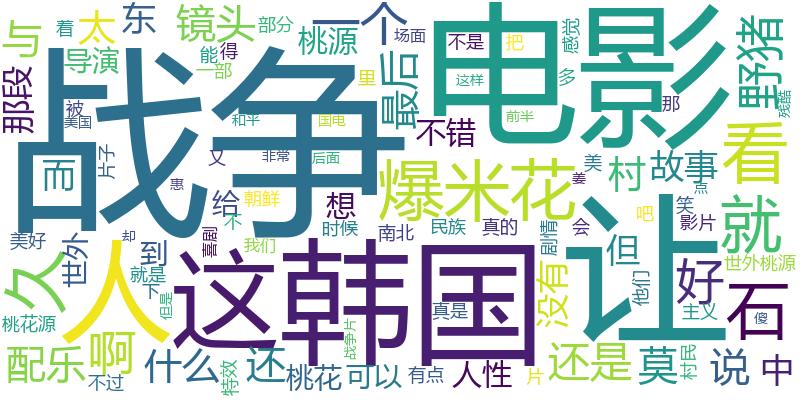 与
着
太
东
镜头
部分
一个
场面
不是
把
感觉
野猪
残酷
那段
导演
能
得
一部
桃源
里
最后
这样
多
那
电影
战争
被
美国
和平
国电
前半
片子
又
非常
后面
不错
而
惠
给
朝鲜
想
爆米花
姜
美
村
故事
点
看
美好
世外
却
到
喜剧
不
我们
时候
南北
民族
真的
剧情
会
但
笑
影片
吧
就
久
人
就是
下
但是
这
韩国
让
没有
他们
好
世外桃源
桃花源
真是
主义
石
傻
配乐
啊
什么
还
战争片
桃花
可以
有点
人性
片
还是
莫
村民
说
中
不过
特效